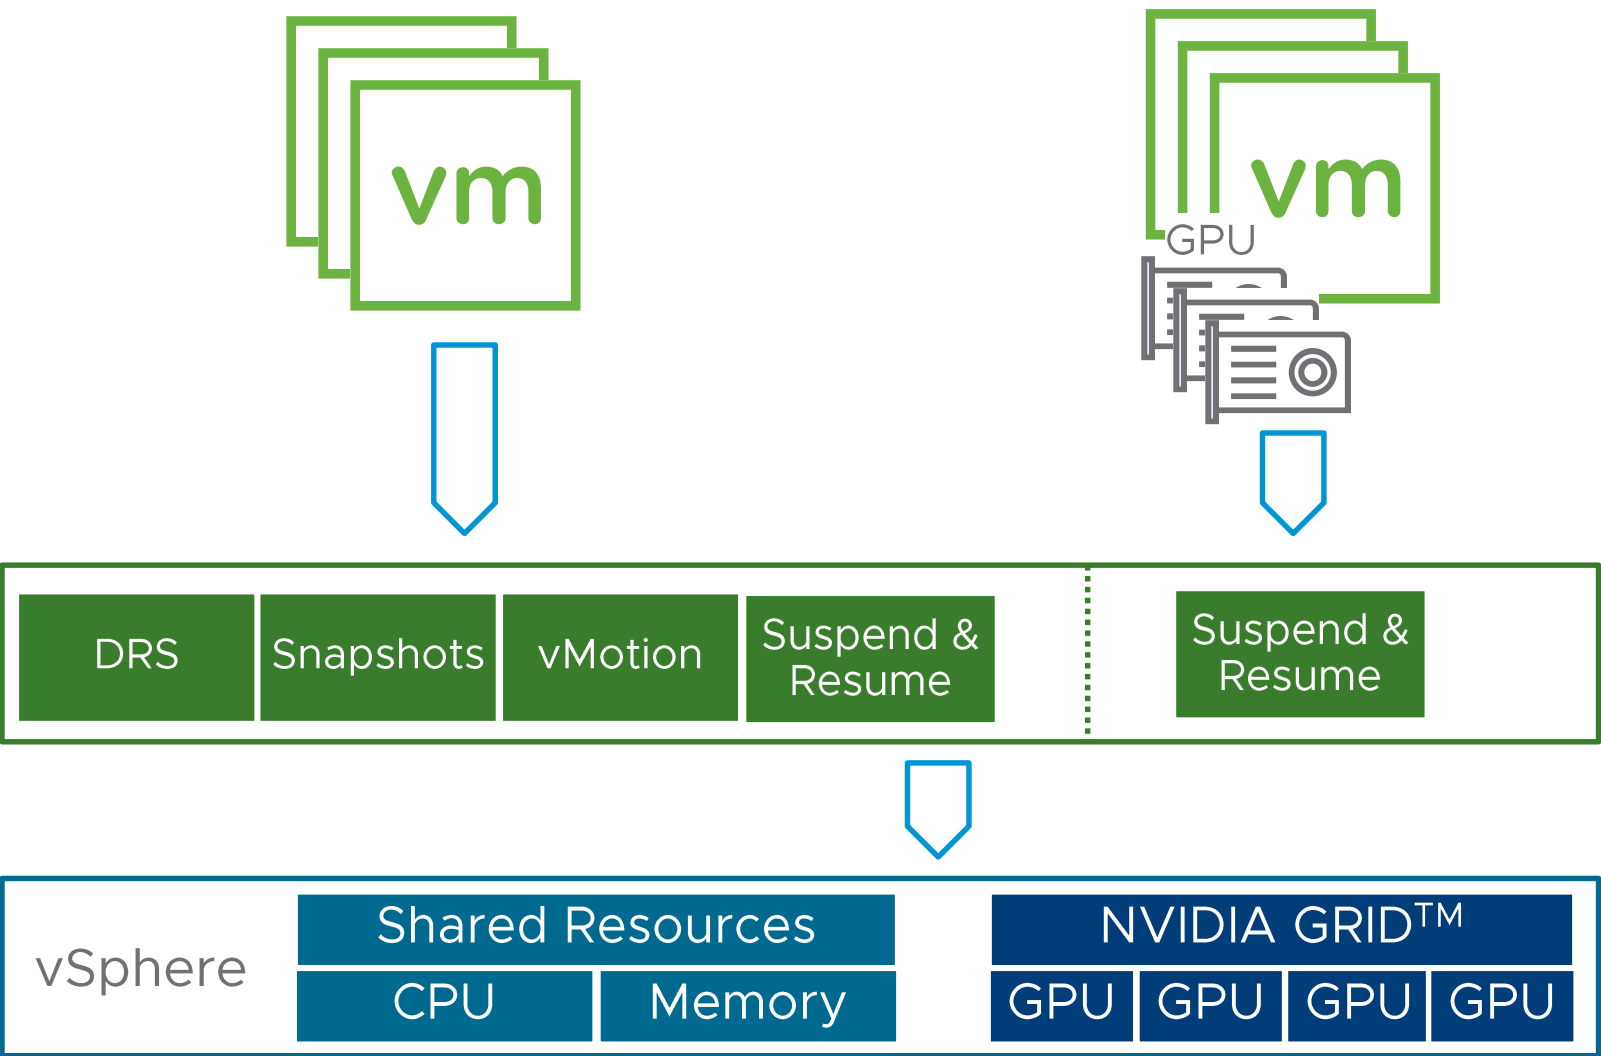 vm
vm
GPU
DRS
Snapshots
vMotion
Suspend &
Resume
Suspend &
Resume
vSphere
Shared Resources
CPU
Memory
NVIDIA GRID™
GPU
GPU
GPU
GPU